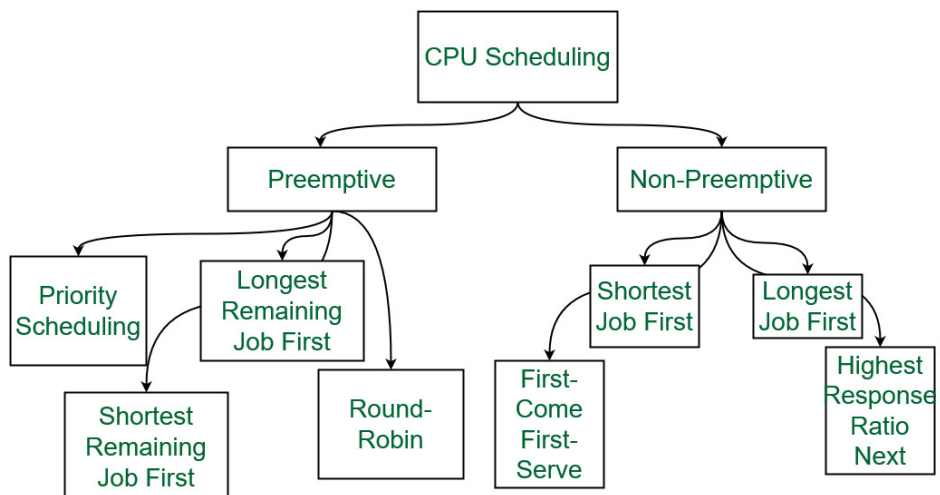 CPU Scheduling
Preemptive
Non-Preemptive
Priority
Scheduling
Longest
Remaining
Job First
Shortest
Job First
Longest
Job First
Shortest
Remaining
Job First
Round-
Robin
First-
Come
First-
Serve
Highest
Response
Ratio
Next